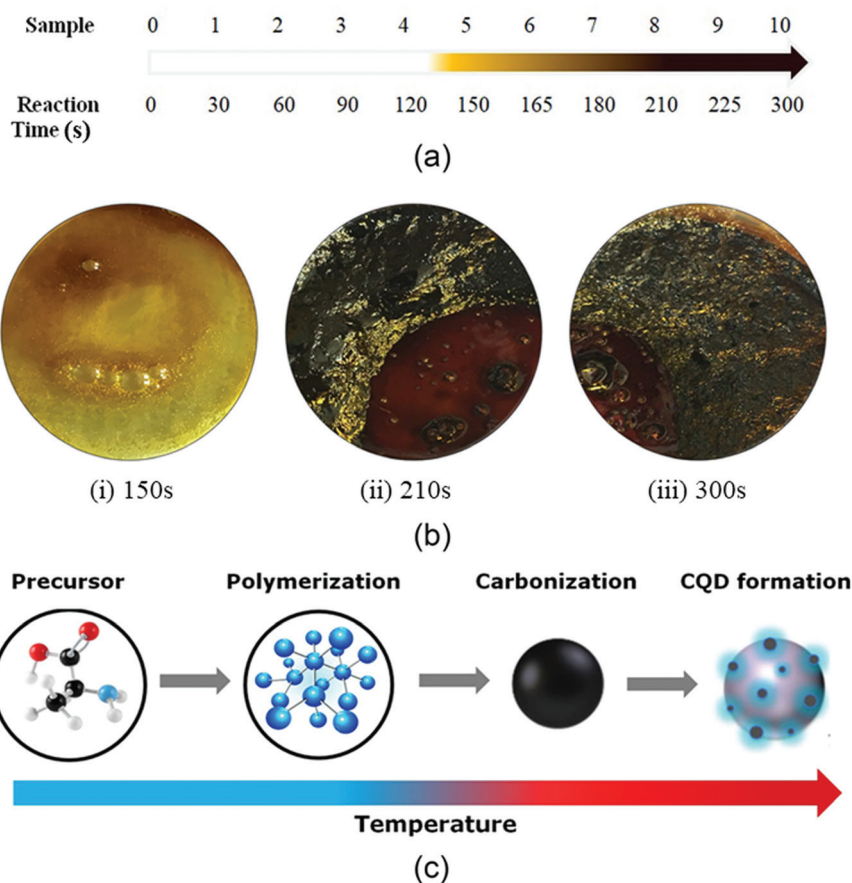 Sample 0 1 2 3 4 5 6 7 8 9 10
Reaction 0 30 60 90 120 150 165 180 210 225 300
Time (s)
(a)
(i) 150s (ii) 210s (iii) 300s
(b)
Precursor Polymerization Carbonization CQD formation
Temperature
(c)